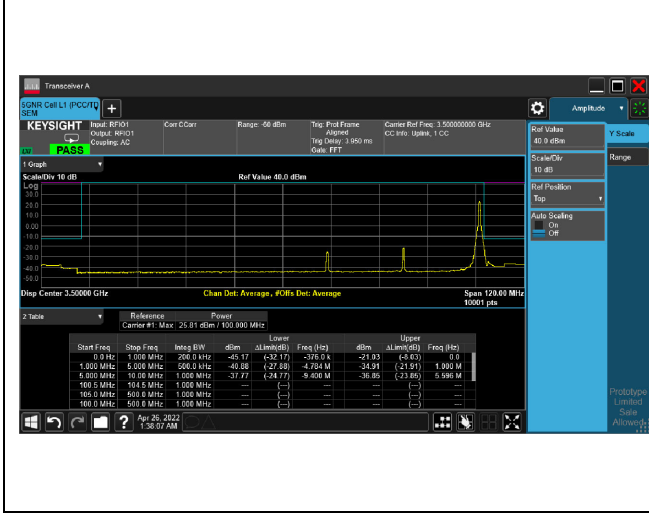 Transceiver A
5GNR Cell L1 (PCC/TD
SEM
KEYSIGHT
PASS
Input: RFIO1
Output: RFIO1
Coupling: AC
Corr CCorr
Range: -60 dBm
Trig: Prot Frame
Aligned
Trig Delay: 3.950 ms
Gate: FFT
Carrier Ref Freq: 3.500000000 GHz
CC Info: Uplink, 1 CC
1 Graph
Scale/Div 10 dB
Ref Value 40.0 dBm
Log
30.0
20.0
10.0
0.00
-10.0
-20.0
-30.0
-40.0
-50.0
Disp Center 3.50000 GHz
Chan Det: Average, #Offs Det: Average
Span 120.00 MHz
10001 pts
2 Table
Reference Power
Carrier #1: Max 25.81 dBm / 100.000 MHz
Lower Upper
Start Freq Stop Freq Integ BW dBm ΔLimit(dB) Freq (Hz) dBm ΔLimit(dB) Freq (Hz)
0.0 Hz 1.000 MHz 200.0 kHz -45.17 (-32.17) -376.0 k -21.03 (-8.03) 0.0
1.000 MHz 5.000 MHz 500.0 kHz -40.88 (-27.88) -4.784 M -34.91 (-21.91) 1.000 M
5.000 MHz 10.00 MHz 1.000 MHz -37.77 (-24.77) -9.400 M -36.85 (-23.85) 5.596 M
100.5 MHz 104.5 MHz 1.000 MHz --- (---) --- --- (---) ---
105.0 MHz 500.0 MHz 1.000 MHz --- (---) --- --- (---) ---
100.0 MHz 500.0 MHz 1.000 MHz --- (---) --- --- (---) ---
Apr 26, 2022
1:38:07 AM
Amplitude
Ref Value
40.0 dBm
Scale/Div
10 dB
Ref Position
Top
Auto Scaling
On
Off
Y Scale
Range
Prototype
Limited
Sale
Allowed